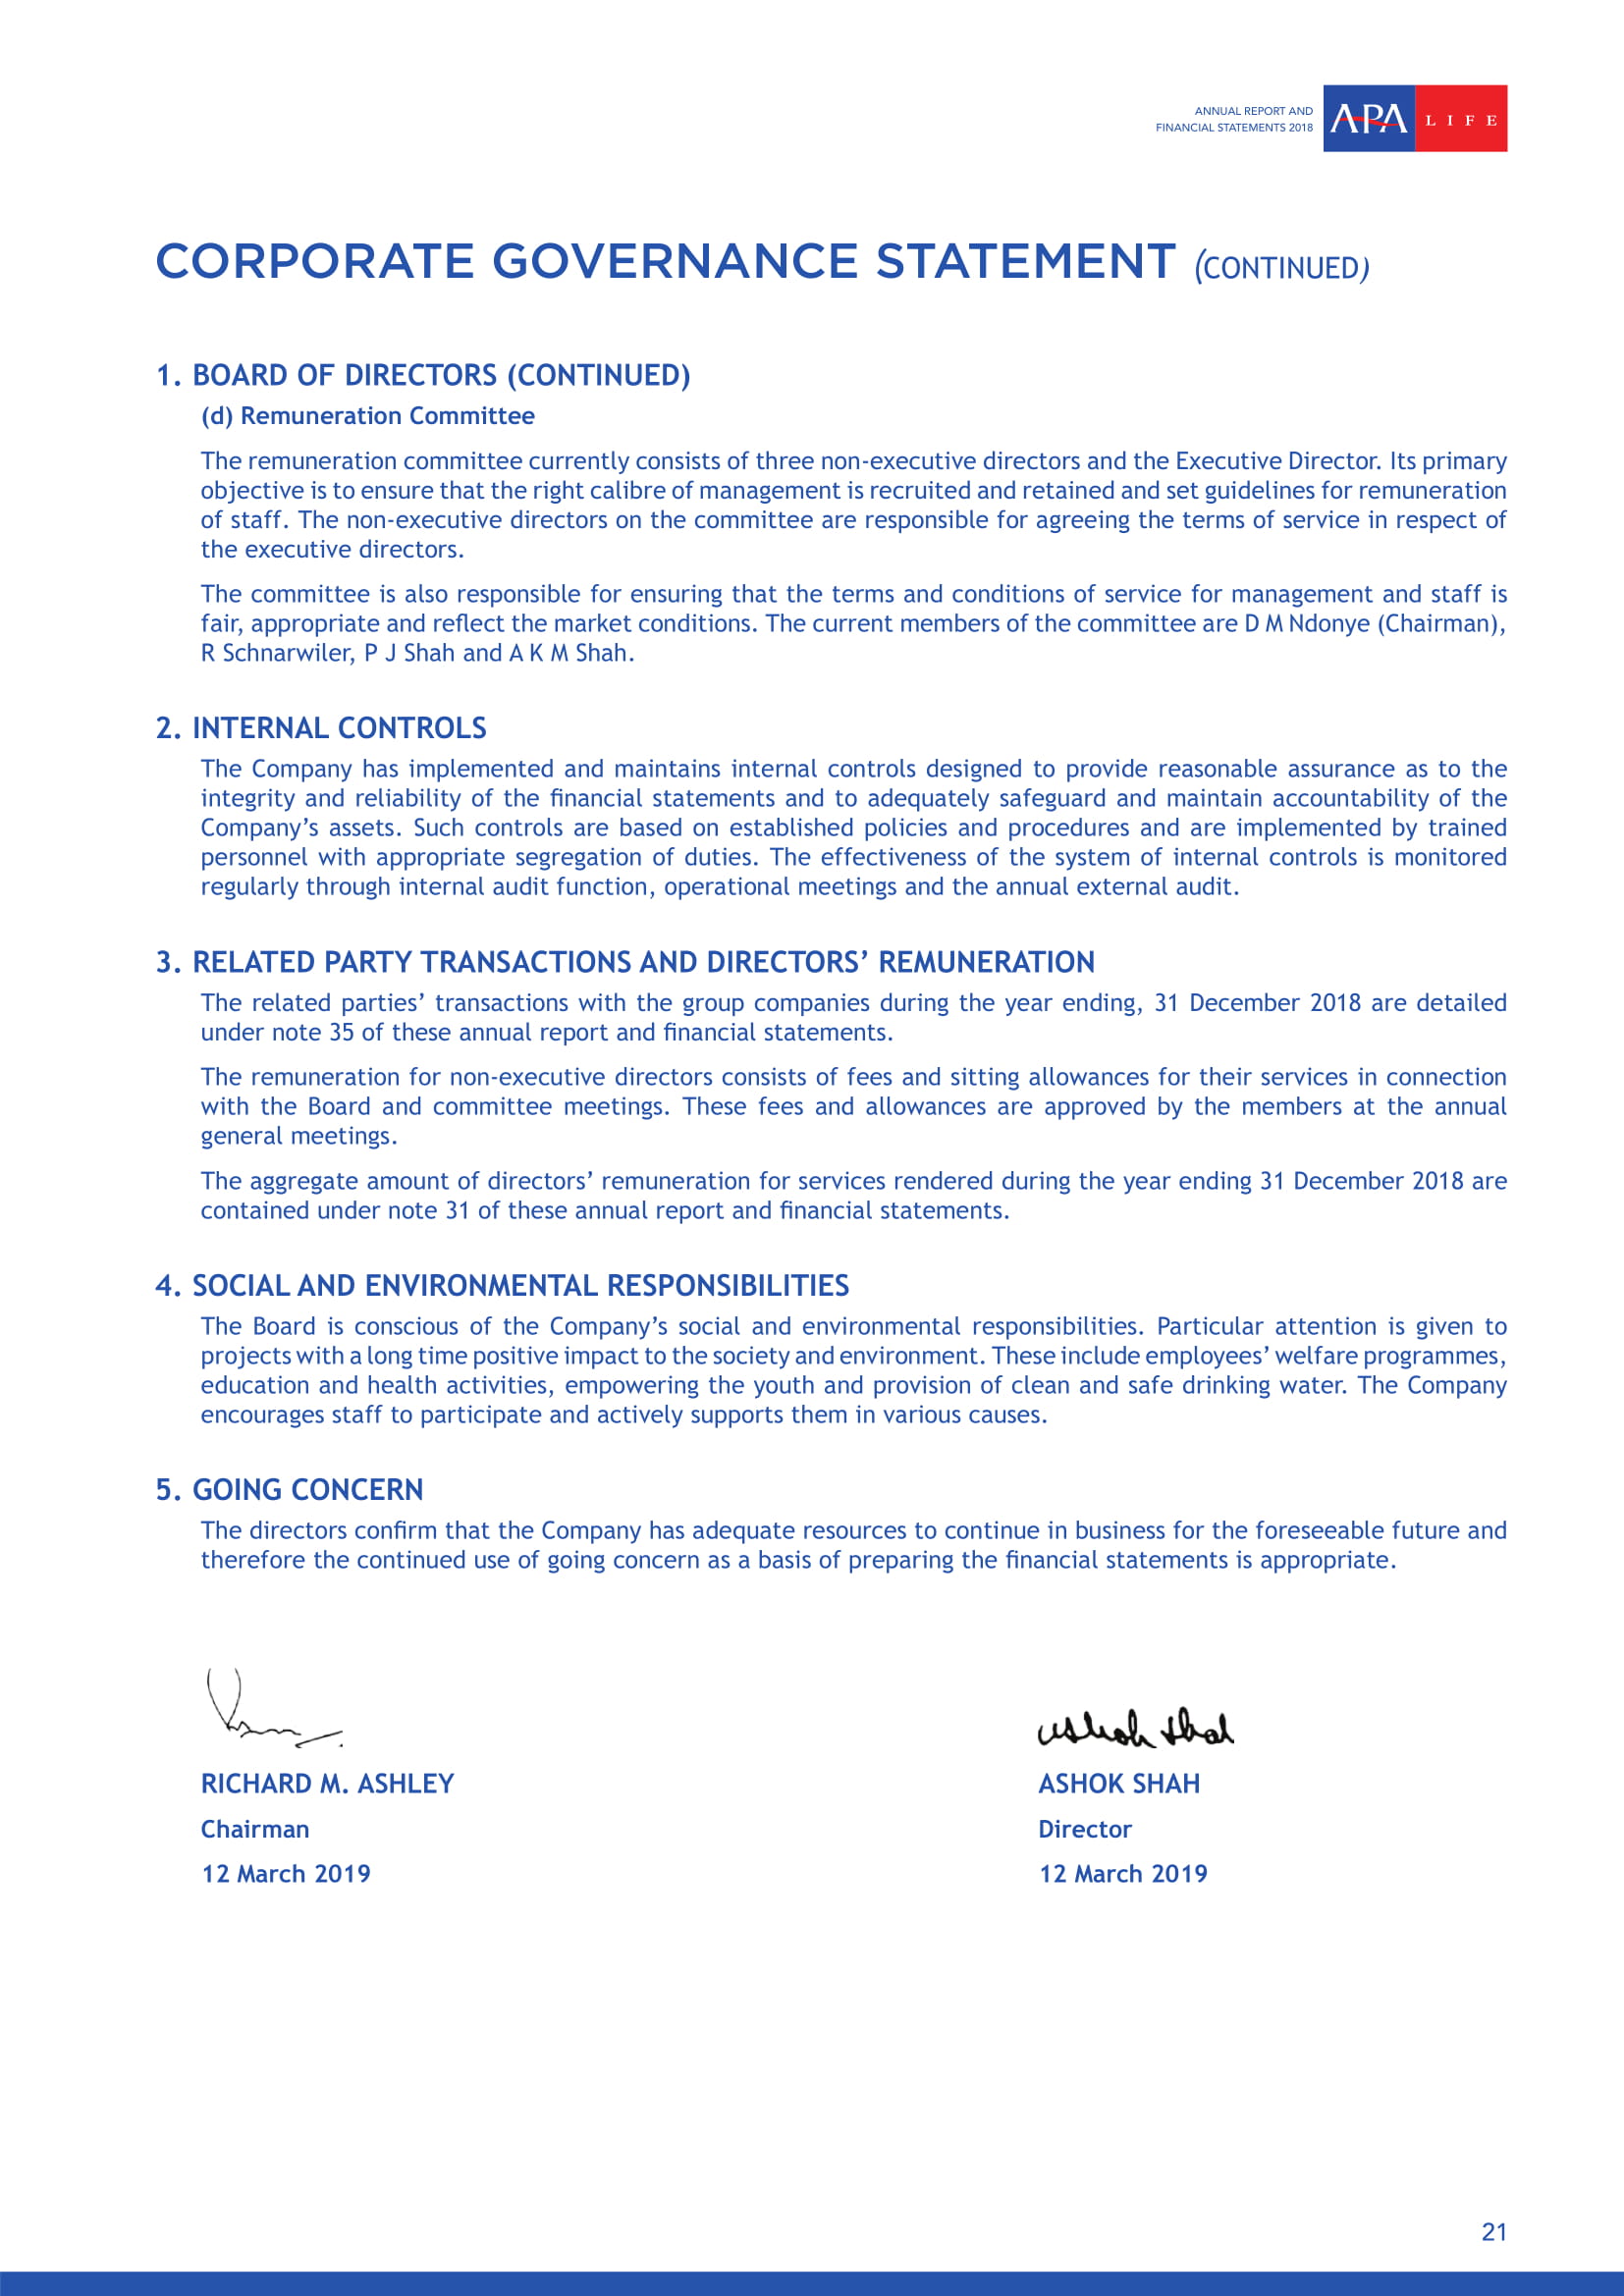 ANNUAL REPORT AND
FINANCIAL STATEMENTS 2018
APA LIFE
CORPORATE GOVERNANCE STATEMENT (CONTINUED)
1. BOARD OF DIRECTORS (CONTINUED)
(d) Remuneration Committee
The remuneration committee currently consists of three non-executive directors and the Executive Director. Its primary
objective is to ensure that the right calibre of management is recruited and retained and set guidelines for remuneration
of staff. The non-executive directors on the committee are responsible for agreeing the terms of service in respect of
the executive directors.
The committee is also responsible for ensuring that the terms and conditions of service for management and staff is
fair, appropriate and reflect the market conditions. The current members of the committee are D M Ndonye (Chairman),
R Schnarwiler, P J Shah and A K M Shah.
2. INTERNAL CONTROLS
The Company has implemented and maintains internal controls designed to provide reasonable assurance as to the
integrity and reliability of the financial statements and to adequately safeguard and maintain accountability of the
Company’s assets. Such controls are based on established policies and procedures and are implemented by trained
personnel with appropriate segregation of duties. The effectiveness of the system of internal controls is monitored
regularly through internal audit function, operational meetings and the annual external audit.
3. RELATED PARTY TRANSACTIONS AND DIRECTORS’ REMUNERATION
The related parties’ transactions with the group companies during the year ending, 31 December 2018 are detailed
under note 35 of these annual report and financial statements.
The remuneration for non-executive directors consists of fees and sitting allowances for their services in connection
with the Board and committee meetings. These fees and allowances are approved by the members at the annual
general meetings.
The aggregate amount of directors’ remuneration for services rendered during the year ending 31 December 2018 are
contained under note 31 of these annual report and financial statements.
4. SOCIAL AND ENVIRONMENTAL RESPONSIBILITIES
The Board is conscious of the Company’s social and environmental responsibilities. Particular attention is given to
projects with a long time positive impact to the society and environment. These include employees’ welfare programmes,
education and health activities, empowering the youth and provision of clean and safe drinking water. The Company
encourages staff to participate and actively supports them in various causes.
5. GOING CONCERN
The directors confirm that the Company has adequate resources to continue in business for the foreseeable future and
therefore the continued use of going concern as a basis of preparing the financial statements is appropriate.
ashok shah
RICHARD M. ASHLEY
ASHOK SHAH
Chairman
Director
12 March 2019
12 March 2019
21